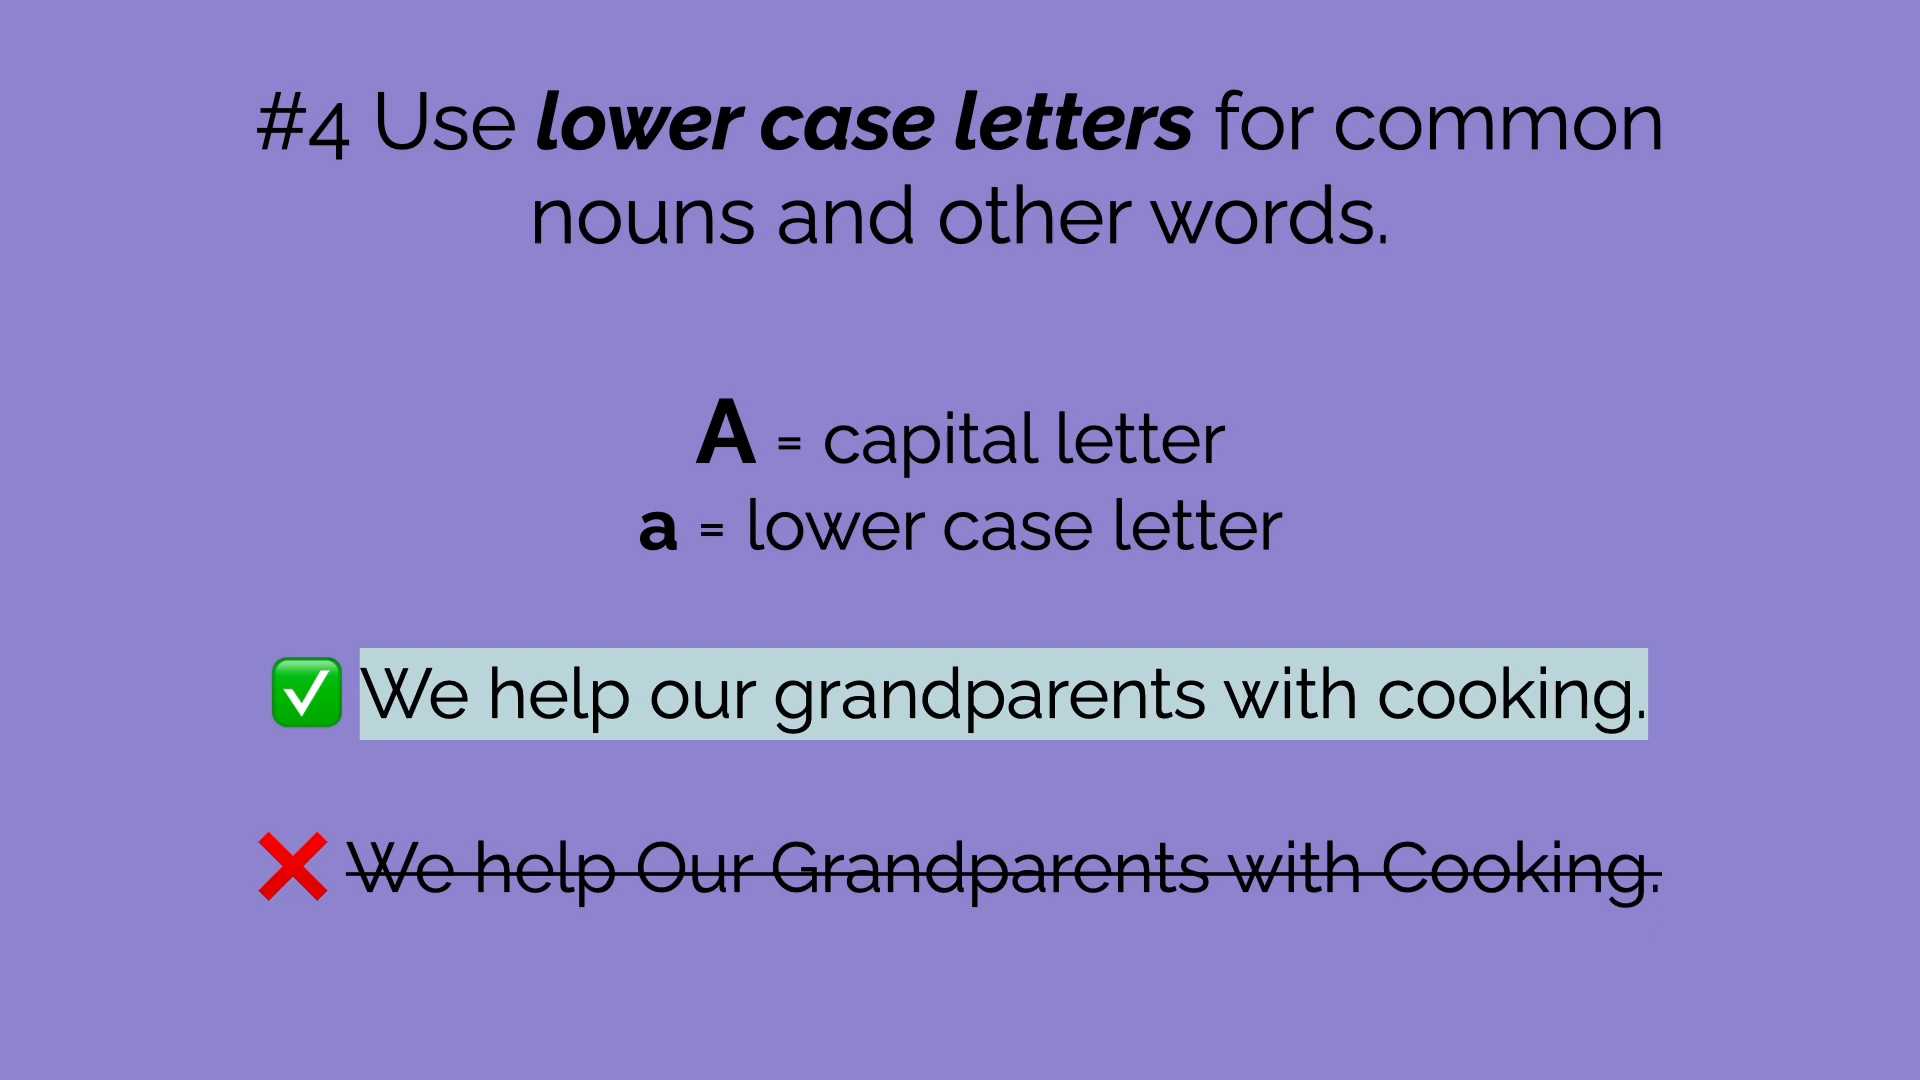 #4 Use lower case letters for common
nouns and other words.
A = capital letter
a = lower case letter
✅ We help our grandparents with cooking.
❌ We help Our Grandparents with Cooking.